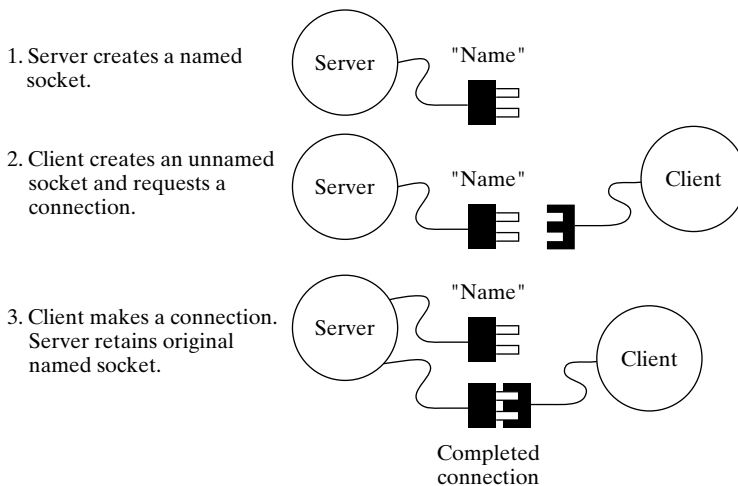 1. Server creates a named
socket.
Server
"Name"
2. Client creates an unnamed
socket and requests a
connection.
Server
"Name"
Client
3. Client makes a connection.
Server retains original
named socket.
Server
"Name"
Client
Completed
connection